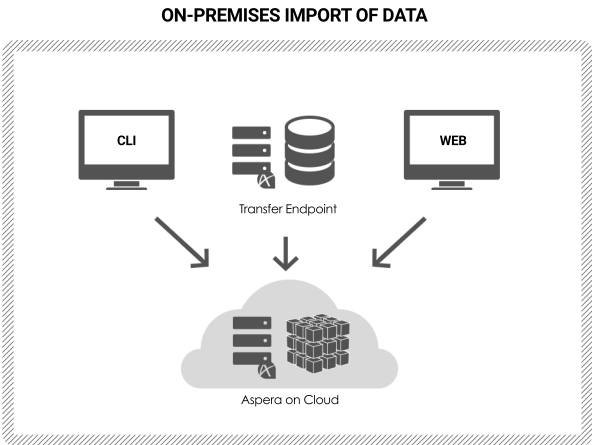 ON-PREMISES IMPORT OF DATA
CLI
WEB
Transfer Endpoint
Aspera on Cloud